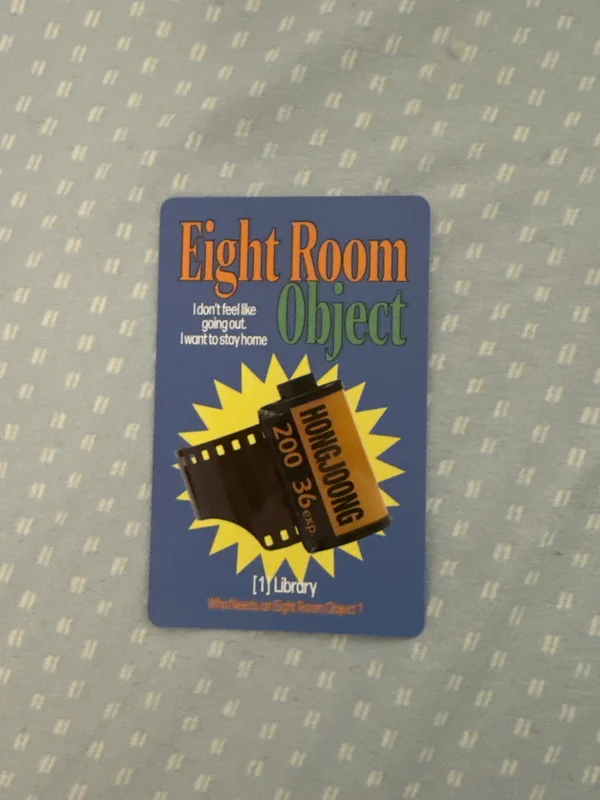 Eight Room
Object
I don't feel like
going out.
I want to stay home
HONGJOONG
200 36 exp.
[1] Library
Who Needs an Eight Room Object ?